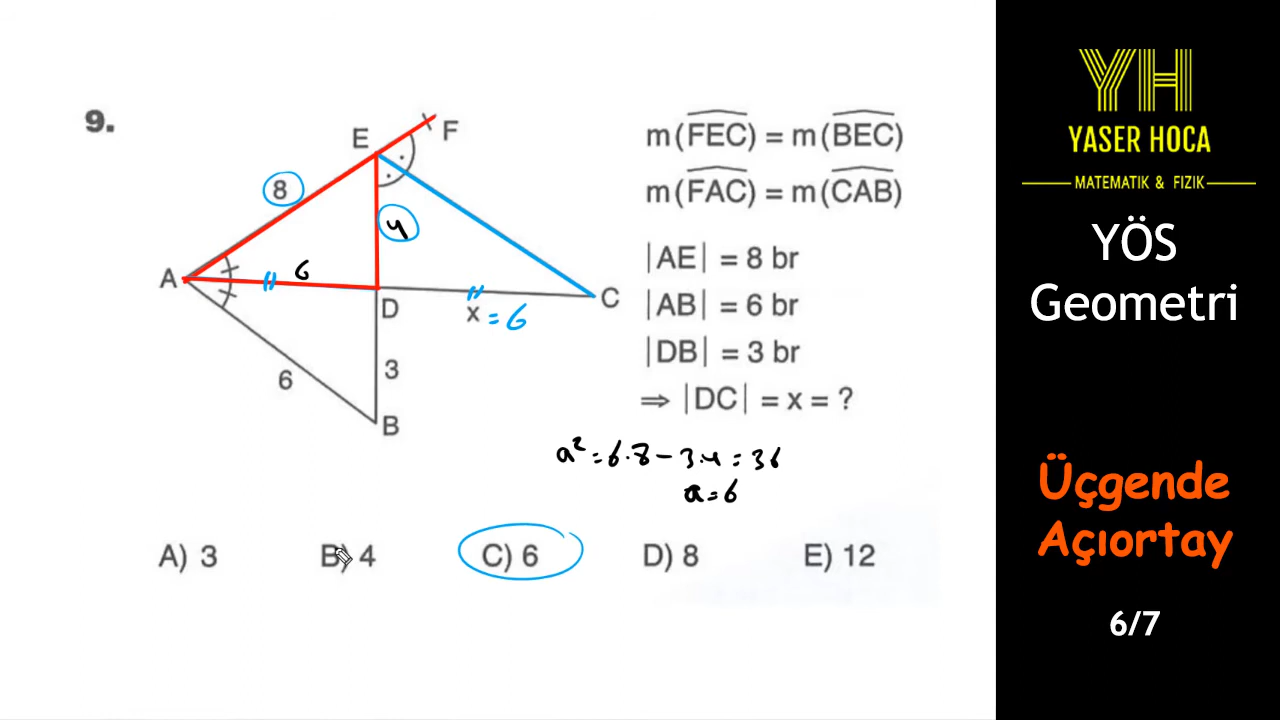 9.
E
F
8
4
A
6
D
x = 6
C
6
3
B
m(FEC) = m(BEC)
m(FAC) = m(CAB)
|AE| = 8 br
|AB| = 6 br
|DB| = 3 br
⇒ |DC| = x = ?
a² = 6.8 - 3.4 = 36
a = 6
A) 3 B) 4 C) 6 D) 8 E) 12
YH
YASER HOCA
MATEMATIK & FIZIK
YÖS
Geometri
Üçgende
Açıortay
6/7